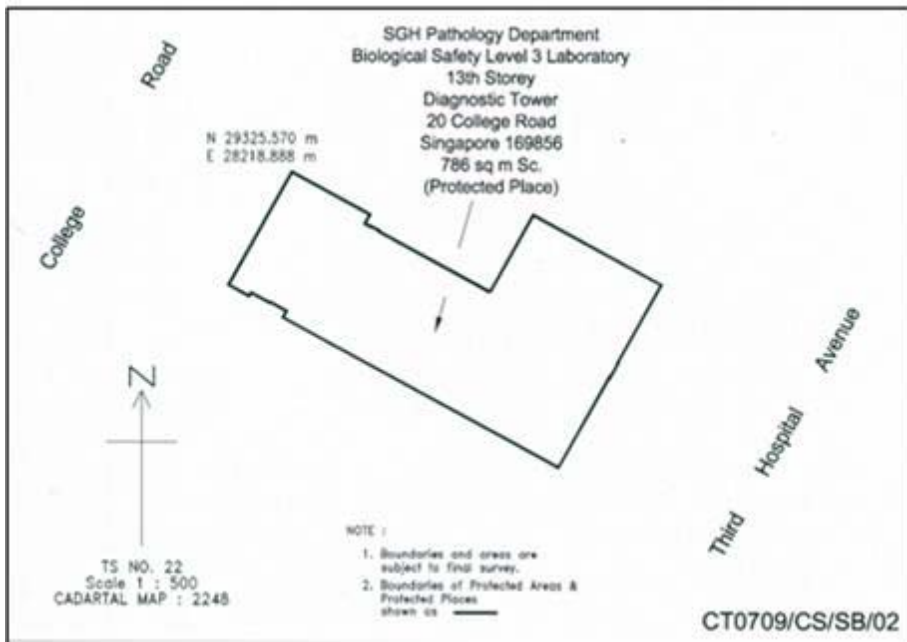 SGH Pathology Department
Biological Safety Level 3 Laboratory
13th Storey
Diagnostic Tower
20 College Road
Singapore 169856
786 sq m Sc.
(Protected Place)
College Road
N 29325.570 m
E 28218.888 m
Third Hospital Avenue
N
TS NO. 22
Scale 1 : 500
CADARTAL MAP : 2248
NOTE :
1. Boundaries and areas are
subject to final survey.
2. Boundaries of Protected Areas &
Protected Places
shown as
CT0709/CS/SB/02